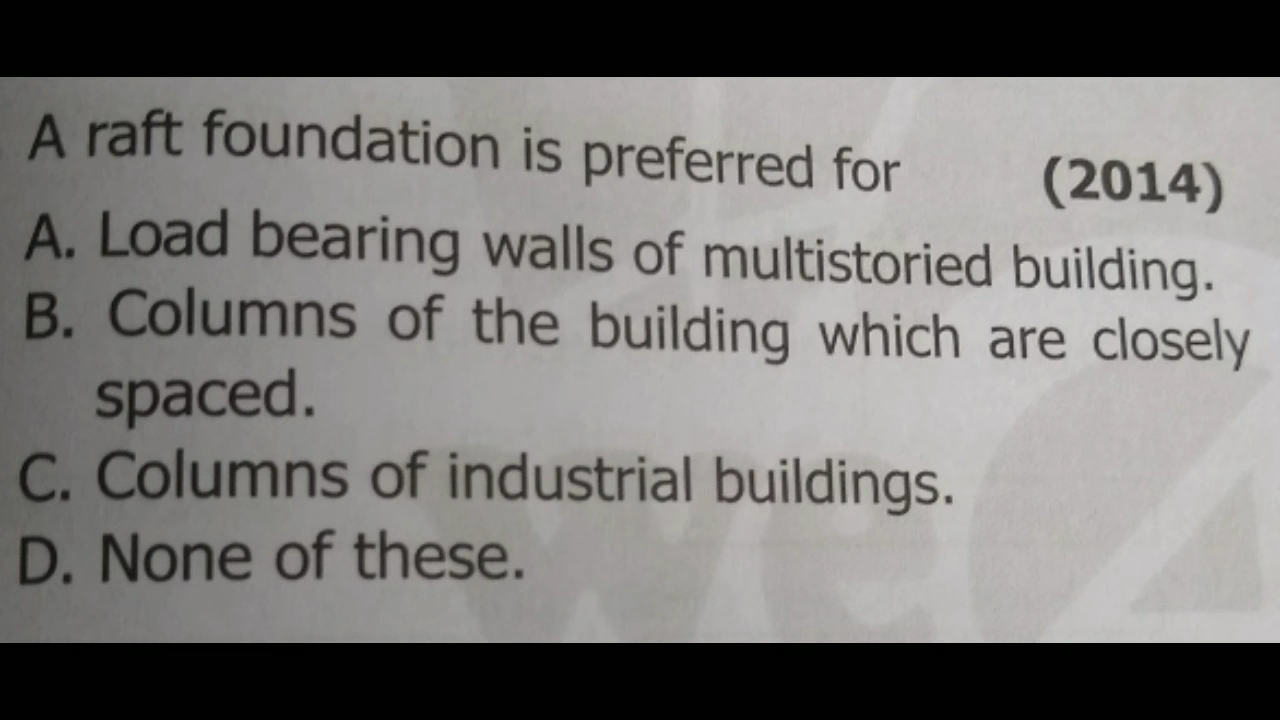 A raft foundation is preferred for (2014)
A. Load bearing walls of multistoried building.
B. Columns of the building which are closely
spaced.
C. Columns of industrial buildings.
D. None of these.